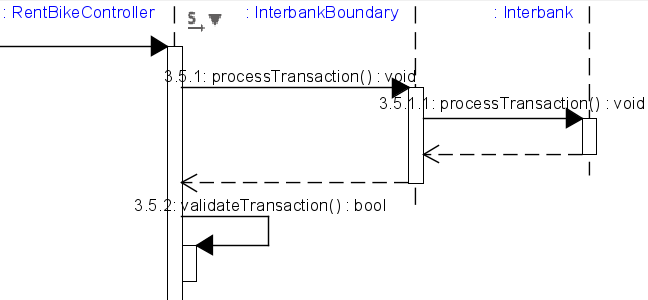 : RentBikeController
: InterbankBoundary
: Interbank
S
3.5.1: processTransaction() : void
3.5.1.1: processTransaction() : void
3.5.2: validateTransaction() : bool